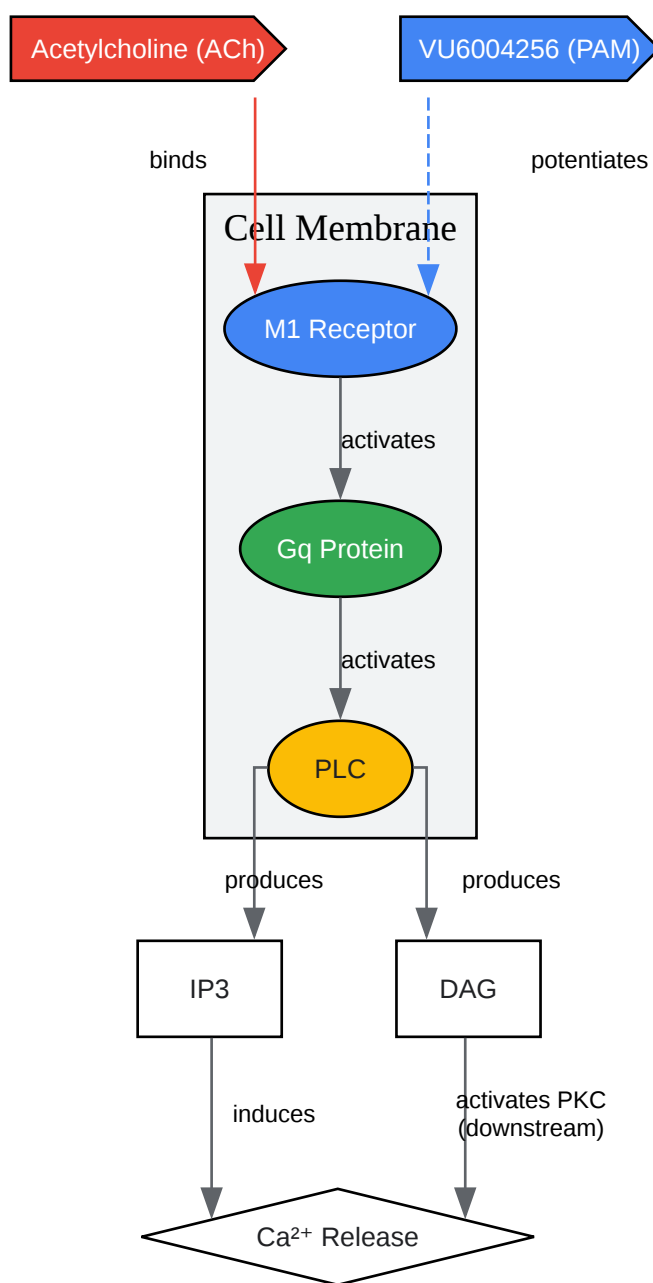 Acetylcholine (ACh)
VU6004256 (PAM)
binds
potentiates
Cell Membrane
M1 Receptor
activates
Gq Protein
activates
PLC
produces
produces
IP3
DAG
induces
activates PKC
(downstream)
Ca²⁺ Release